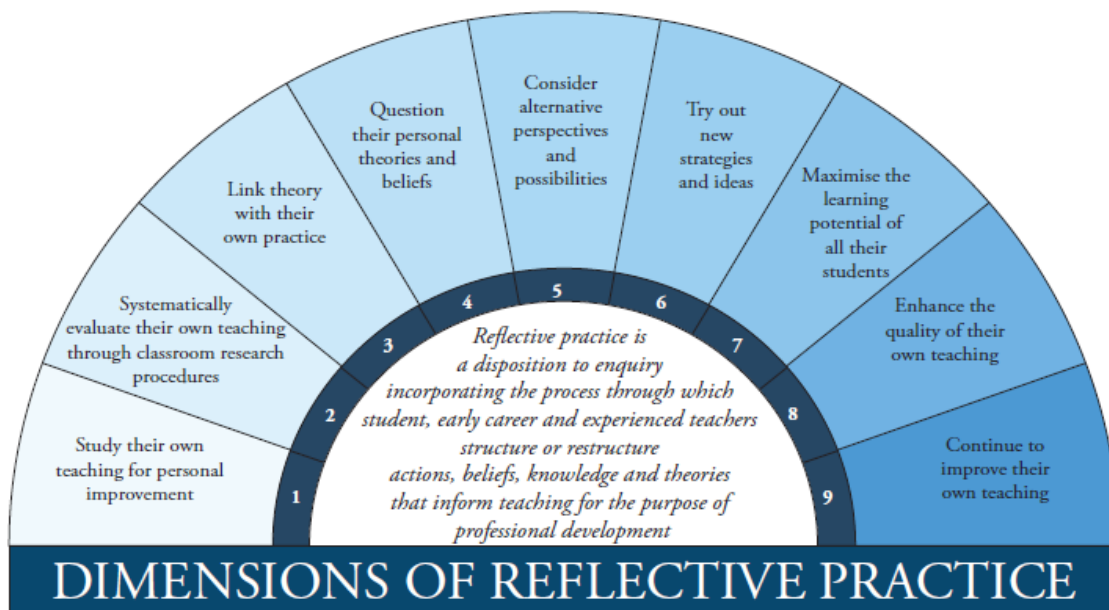 Study their own
teaching for personal
improvement
1
Systematically
evaluate their own teaching
through classroom research
procedures
2
Link theory
with their
own practice
3
Question
their personal
theories and
beliefs
4
Consider
alternative
perspectives
and
possibilities
5
Try out
new
strategies
and ideas
6
Maximise the
learning
potential of
all their
students
7
Enhance the
quality of their
own teaching
8
Continue to
improve their
own teaching
9
Reflective practice is
a disposition to enquiry
incorporating the process through which
student, early career and experienced teachers
structure or restructure
actions, beliefs, knowledge and theories
that inform teaching for the purpose of
professional development
DIMENSIONS OF REFLECTIVE PRACTICE